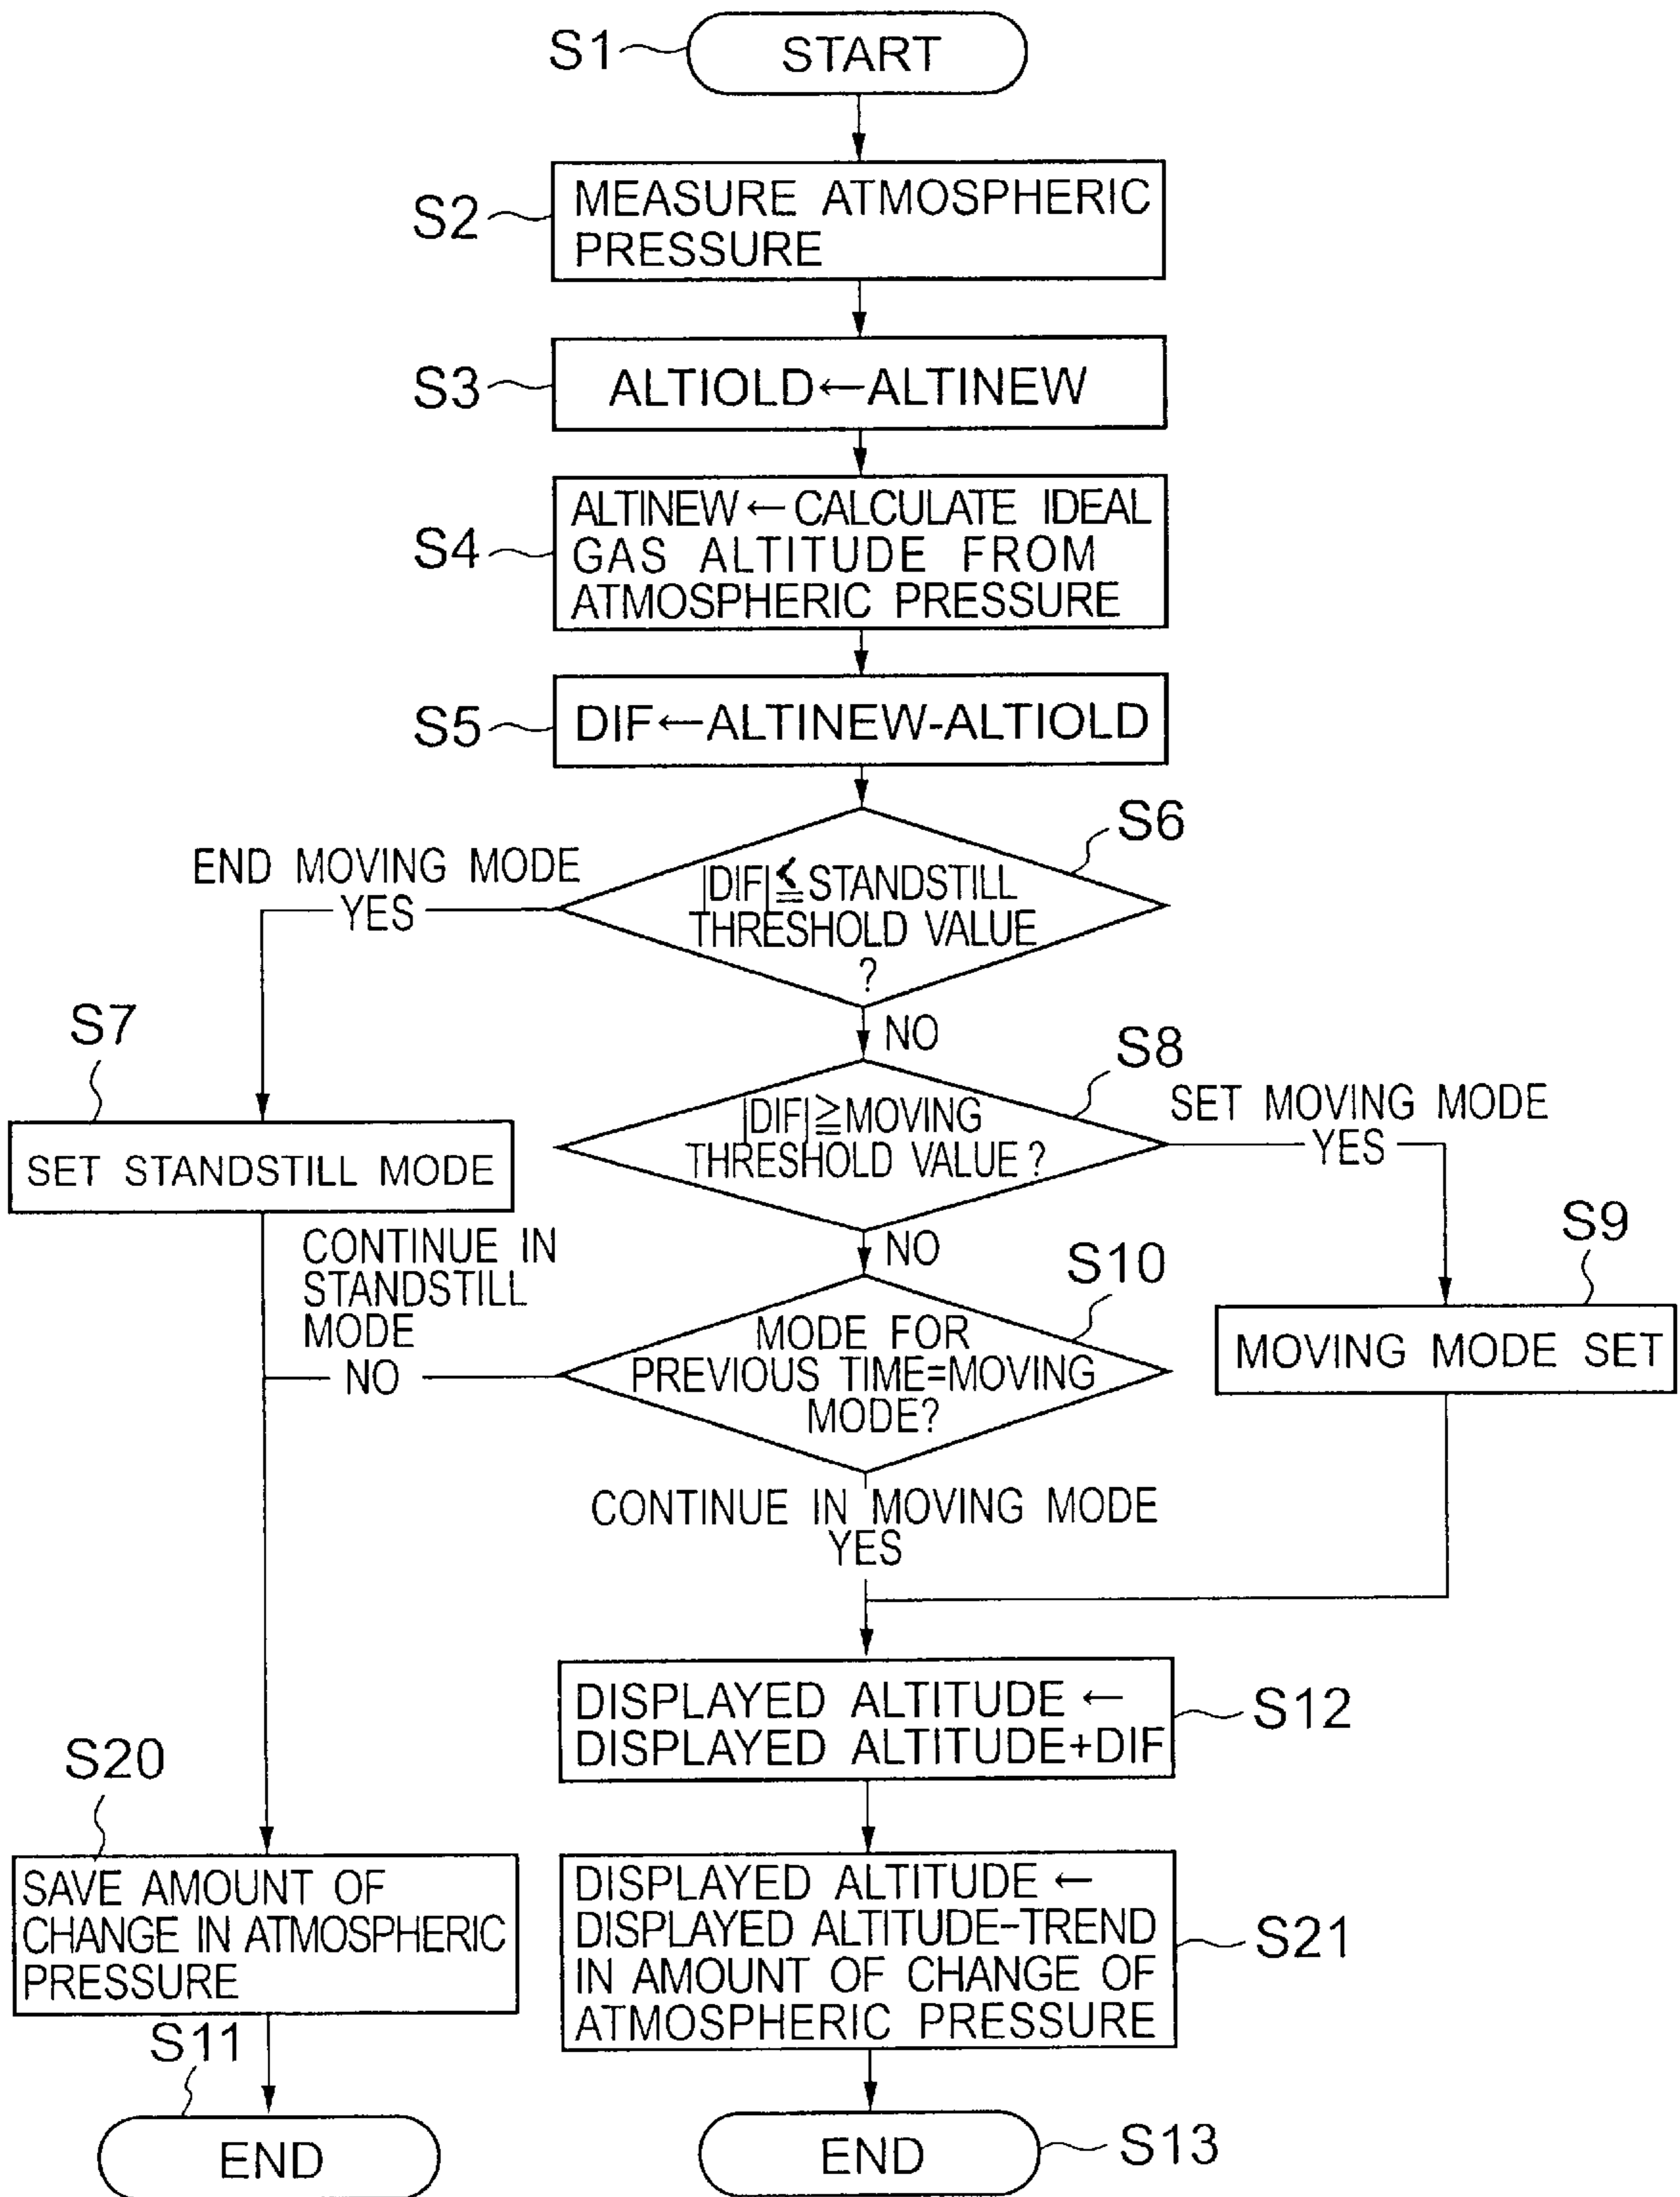 S1
START
S2
MEASURE ATMOSPHERIC
PRESSURE
S3
ALTIOLD←ALTINEW
S4
ALTINEW←CALCULATE IDEAL
GAS ALTITUDE FROM
ATMOSPHERIC PRESSURE
S5
DIF←ALTINEW-ALTIOLD
S6
|DIF|≦STANDSTILL
THRESHOLD VALUE
?
END MOVING MODE
YES
NO
S7
SET STANDSTILL MODE
S8
|DIF|≧MOVING
THRESHOLD VALUE?
SET MOVING MODE
YES
NO
S9
MOVING MODE SET
S10
MODE FOR
PREVIOUS TIME=MOVING
MODE?
CONTINUE IN
STANDSTILL
MODE
NO
CONTINUE IN MOVING MODE
YES
S12
DISPLAYED ALTITUDE ←
DISPLAYED ALTITUDE+DIF
S20
SAVE AMOUNT OF
CHANGE IN ATMOSPHERIC
PRESSURE
S21
DISPLAYED ALTITUDE ←
DISPLAYED ALTITUDE-TREND
IN AMOUNT OF CHANGE OF
ATMOSPHERIC PRESSURE
S11
END
END
S13